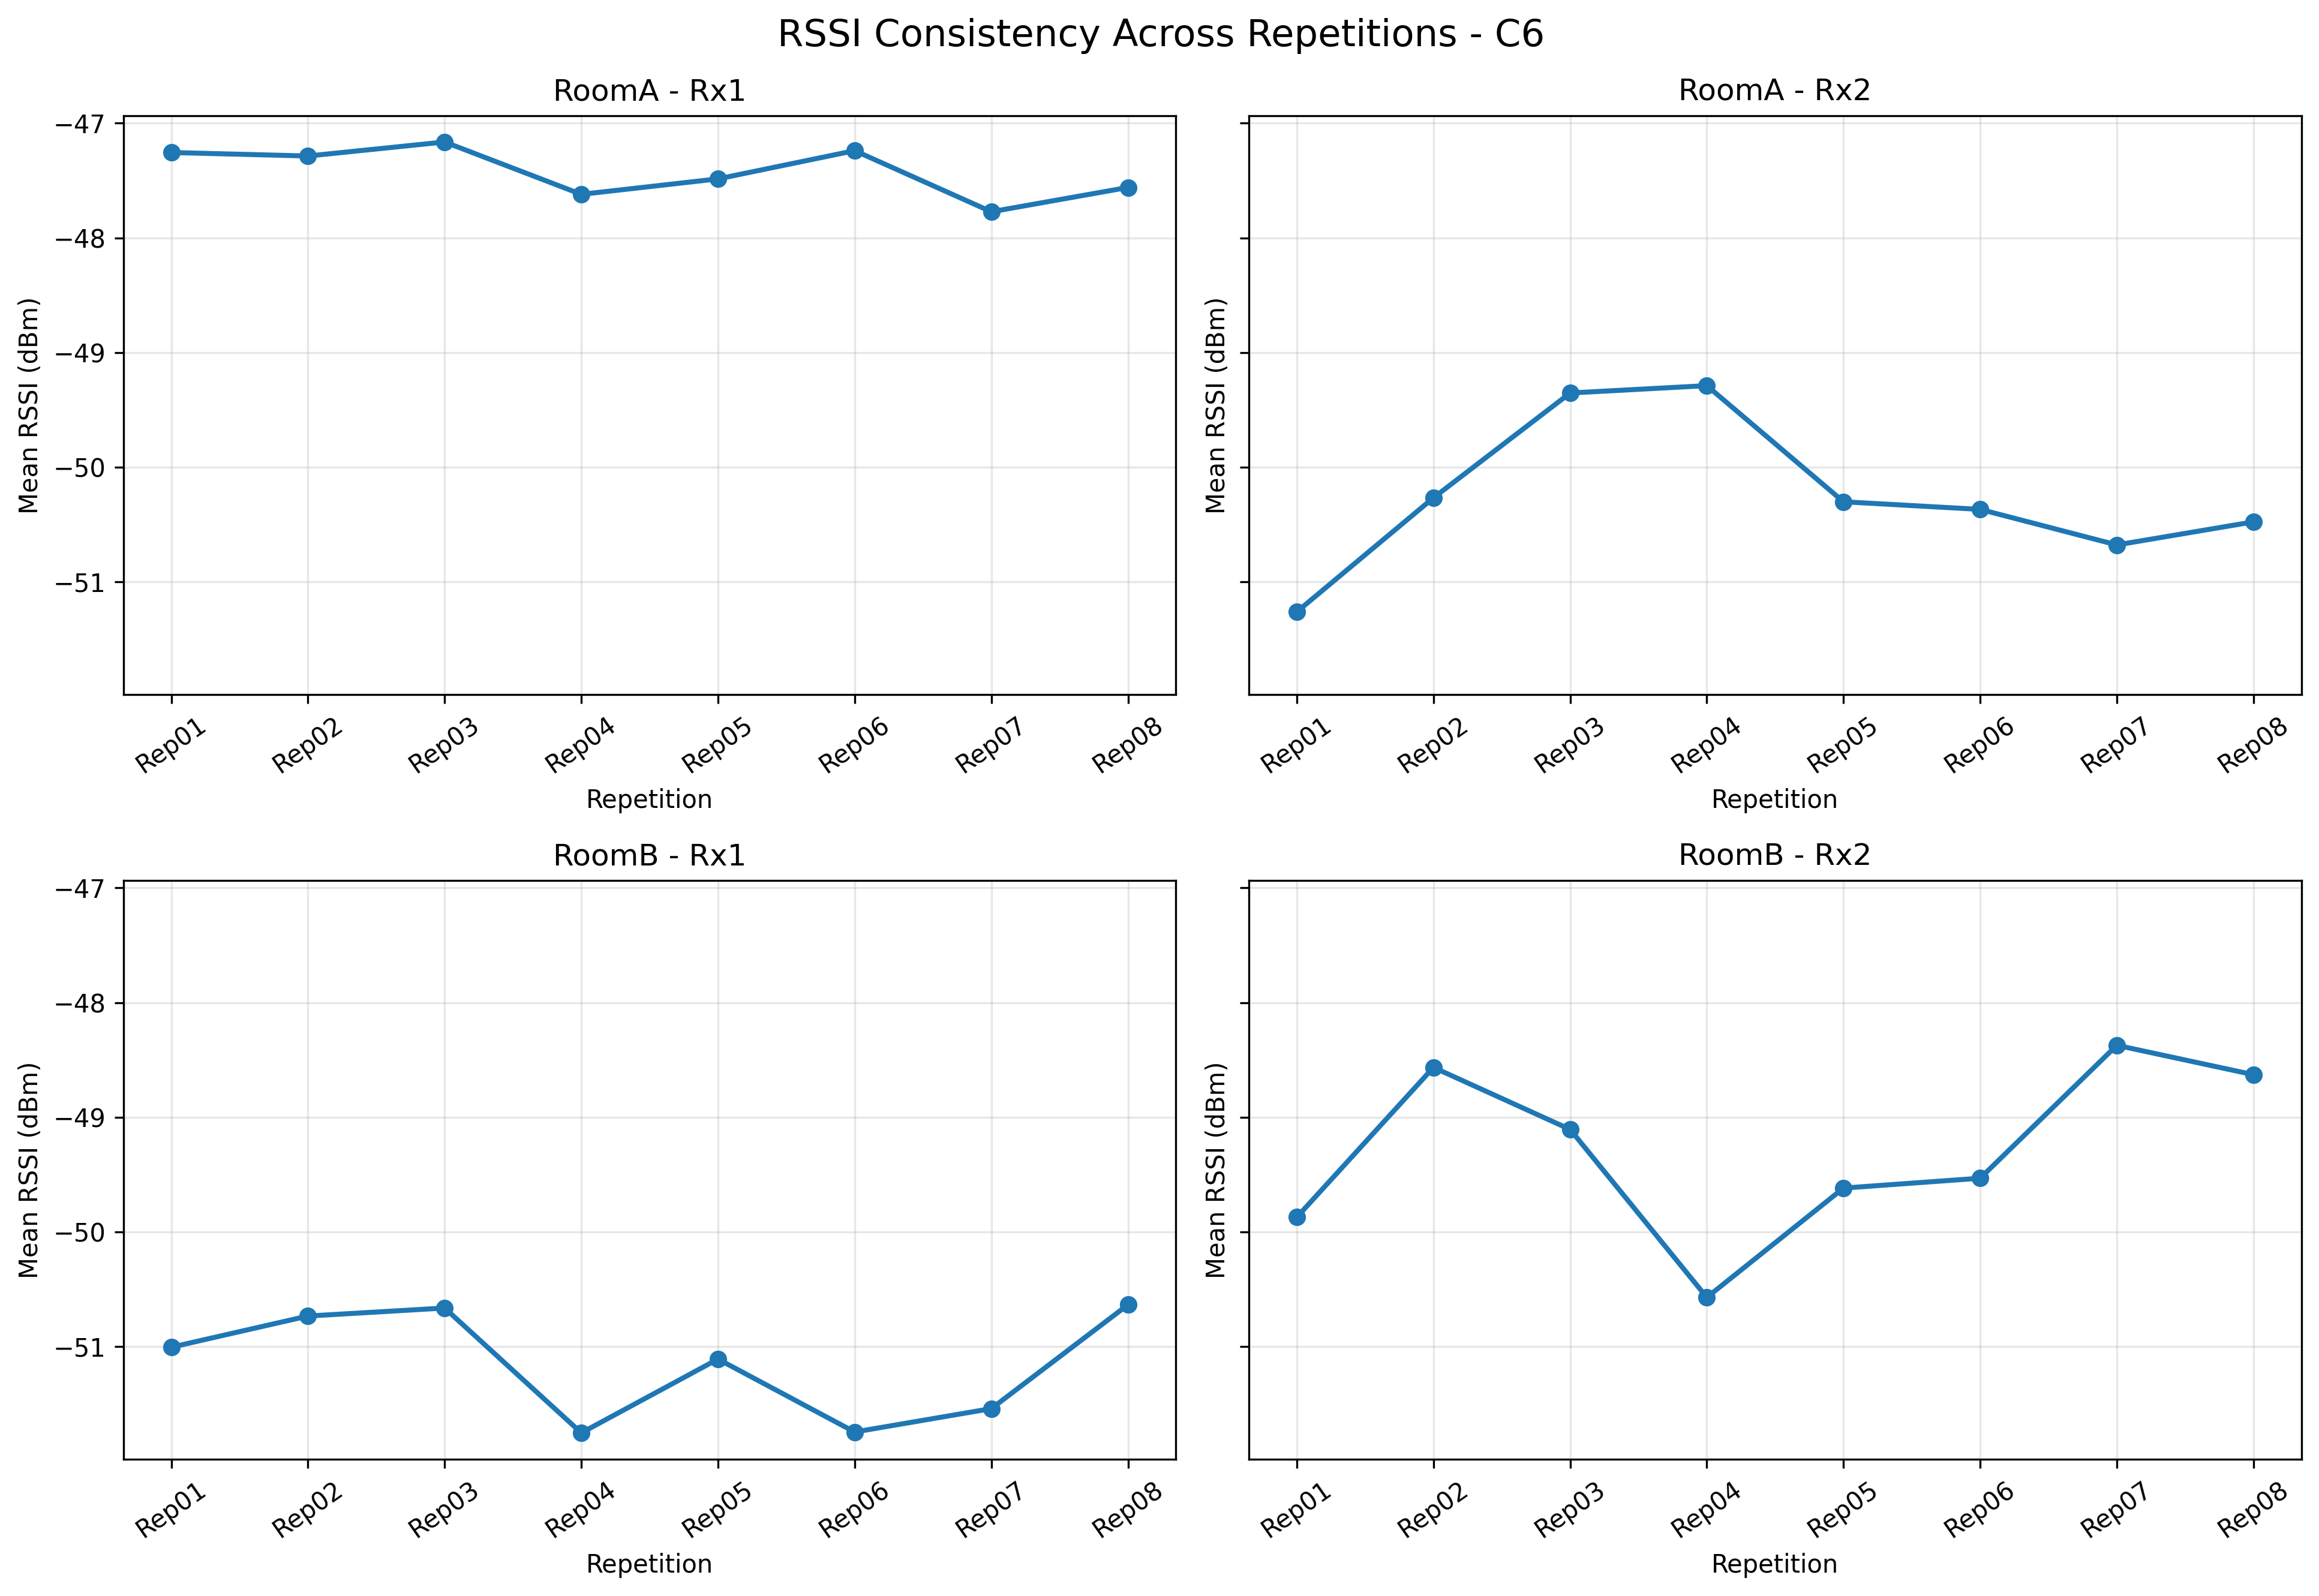 RSSI Consistency Across Repetitions - C6
RoomA - Rx1
Mean RSSI (dBm)
−47
−48
−49
−50
−51
Rep01 Rep02 Rep03 Rep04 Rep05 Rep06 Rep07 Rep08
Repetition
RoomA - Rx2
Mean RSSI (dBm)
Rep01 Rep02 Rep03 Rep04 Rep05 Rep06 Rep07 Rep08
Repetition
RoomB - Rx1
Mean RSSI (dBm)
−47
−48
−49
−50
−51
Rep01 Rep02 Rep03 Rep04 Rep05 Rep06 Rep07 Rep08
Repetition
RoomB - Rx2
Mean RSSI (dBm)
Rep01 Rep02 Rep03 Rep04 Rep05 Rep06 Rep07 Rep08
Repetition